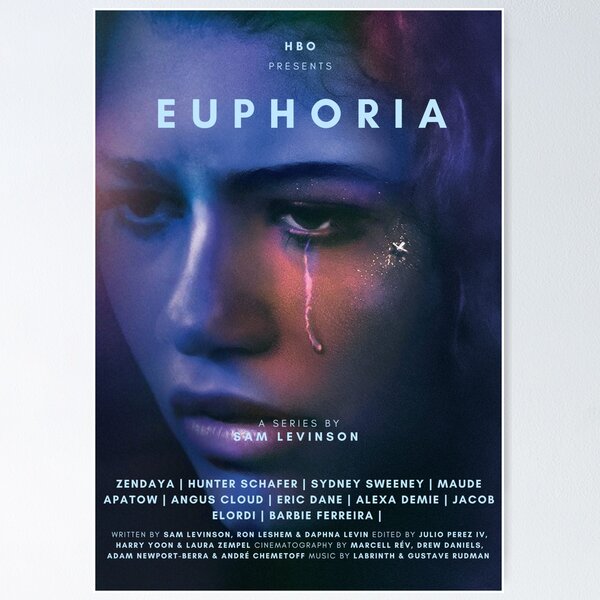 HBO
PRESENTS
EUPHORIA
A SERIES BY
SAM LEVINSON
ZENDAYA | HUNTER SCHAFER | SYDNEY SWEENEY | MAUDE
APATOW | ANGUS CLOUD | ERIC DANE | ALEXA DEMIE | JACOB
ELORDI | BARBIE FERREIRA |
WRITTEN BY SAM LEVINSON, RON LESHEM & DAPHNA LEVIN EDITED BY JULIO PEREZ IV,
HARRY YOON & LAURA ZEMPEL CINEMATOGRAPHY BY MARCELL RÉV, DREW DANIELS,
ADAM NEWPORT-BERRA & ANDRÉ CHEMETOFF MUSIC BY LABRINTH & GUSTAVE RUDMAN